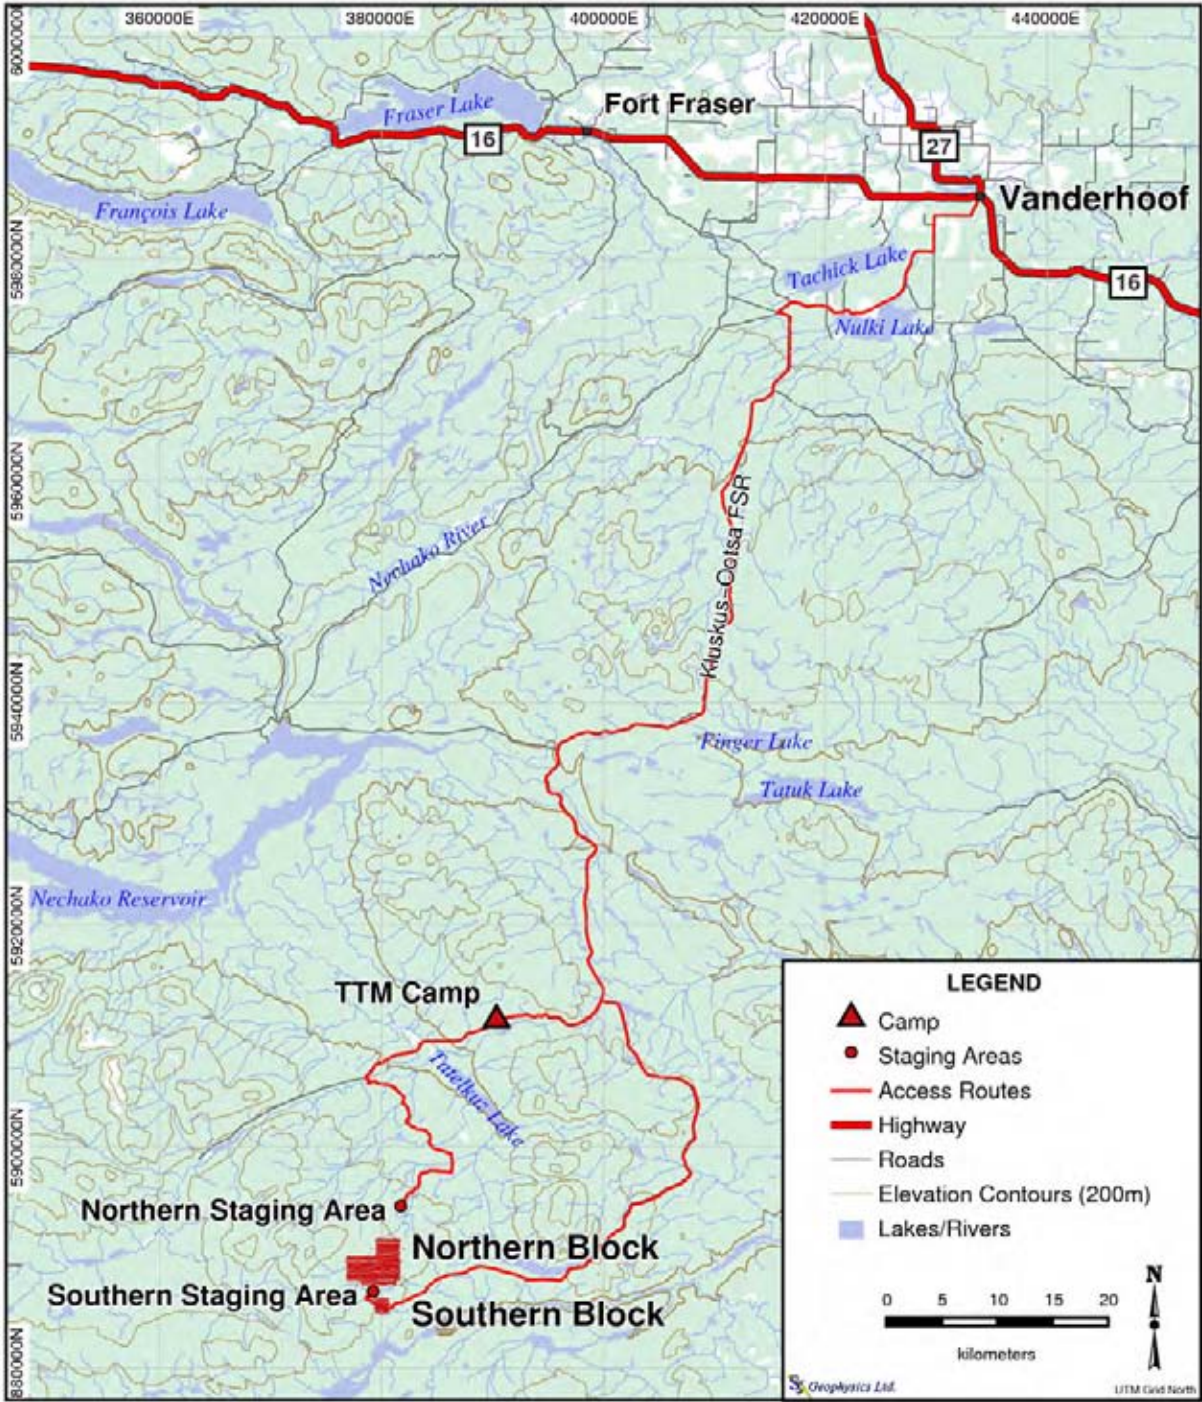 360000E 380000E 400000E 420000E 440000E
6000000N
Fraser Lake
Fort Fraser
16
27
François Lake
Vanderhoof
5980000N
Tachick Lake
16
Nulki Lake
5960000N
Kluskus-Ootsa FSR
Nechako River
5940000N
Finger Lake
Tatuk Lake
Nechako Reservoir
5920000N
TTM Camp
Tatelkuz Lake
5900000N
Northern Staging Area
Northern Block
Southern Staging Area
Southern Block
880000N
LEGEND
Camp
Staging Areas
Access Routes
Highway
Roads
Elevation Contours (200m)
Lakes/Rivers
N
0 5 10 15 20
kilometers
Geophysics Ltd.
UTM Grid North